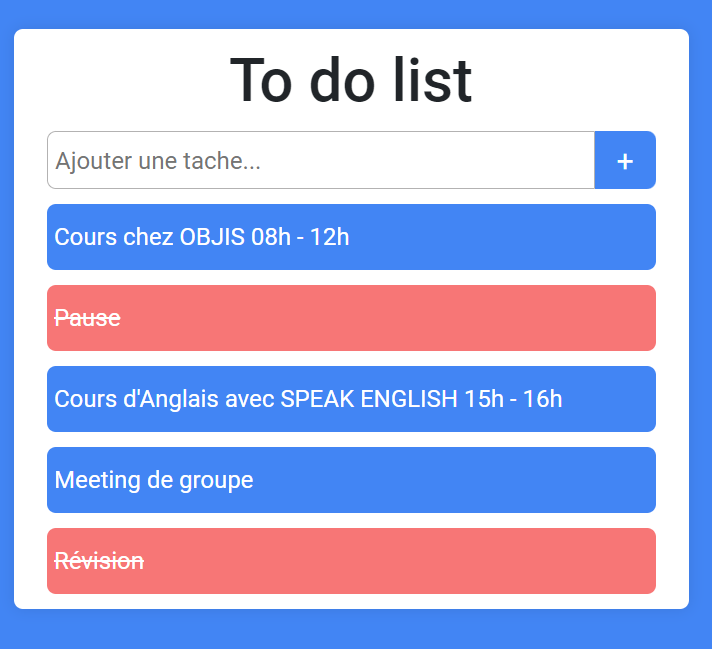 To do list
Ajouter une tache...
+
Cours chez OBJIS 08h - 12h
Pause
Cours d'Anglais avec SPEAK ENGLISH 15h - 16h
Meeting de groupe
Révision